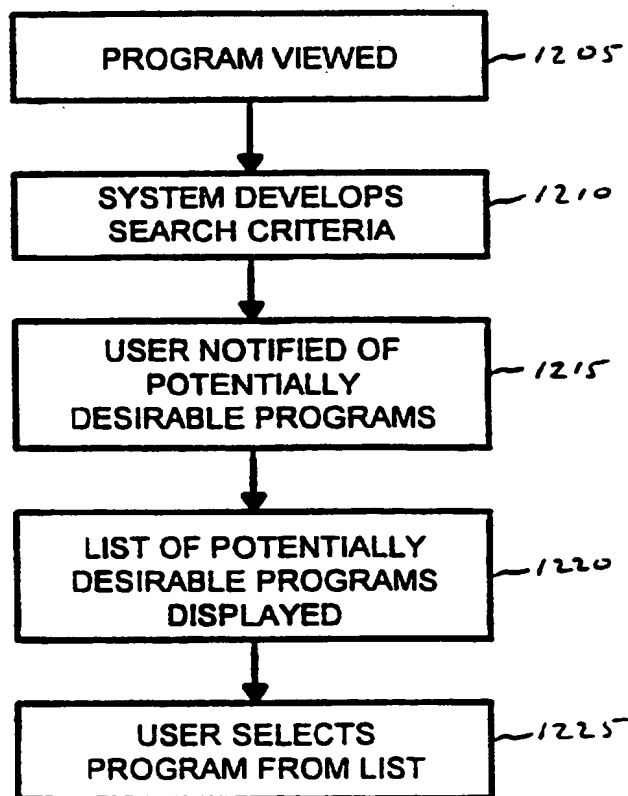 PROGRAM VIEWED
1205
SYSTEM DEVELOPS
SEARCH CRITERIA
1210
USER NOTIFIED OF
POTENTIALLY
DESIRABLE PROGRAMS
1215
LIST OF POTENTIALLY
DESIRABLE PROGRAMS
DISPLAYED
1220
USER SELECTS
PROGRAM FROM LIST
1225